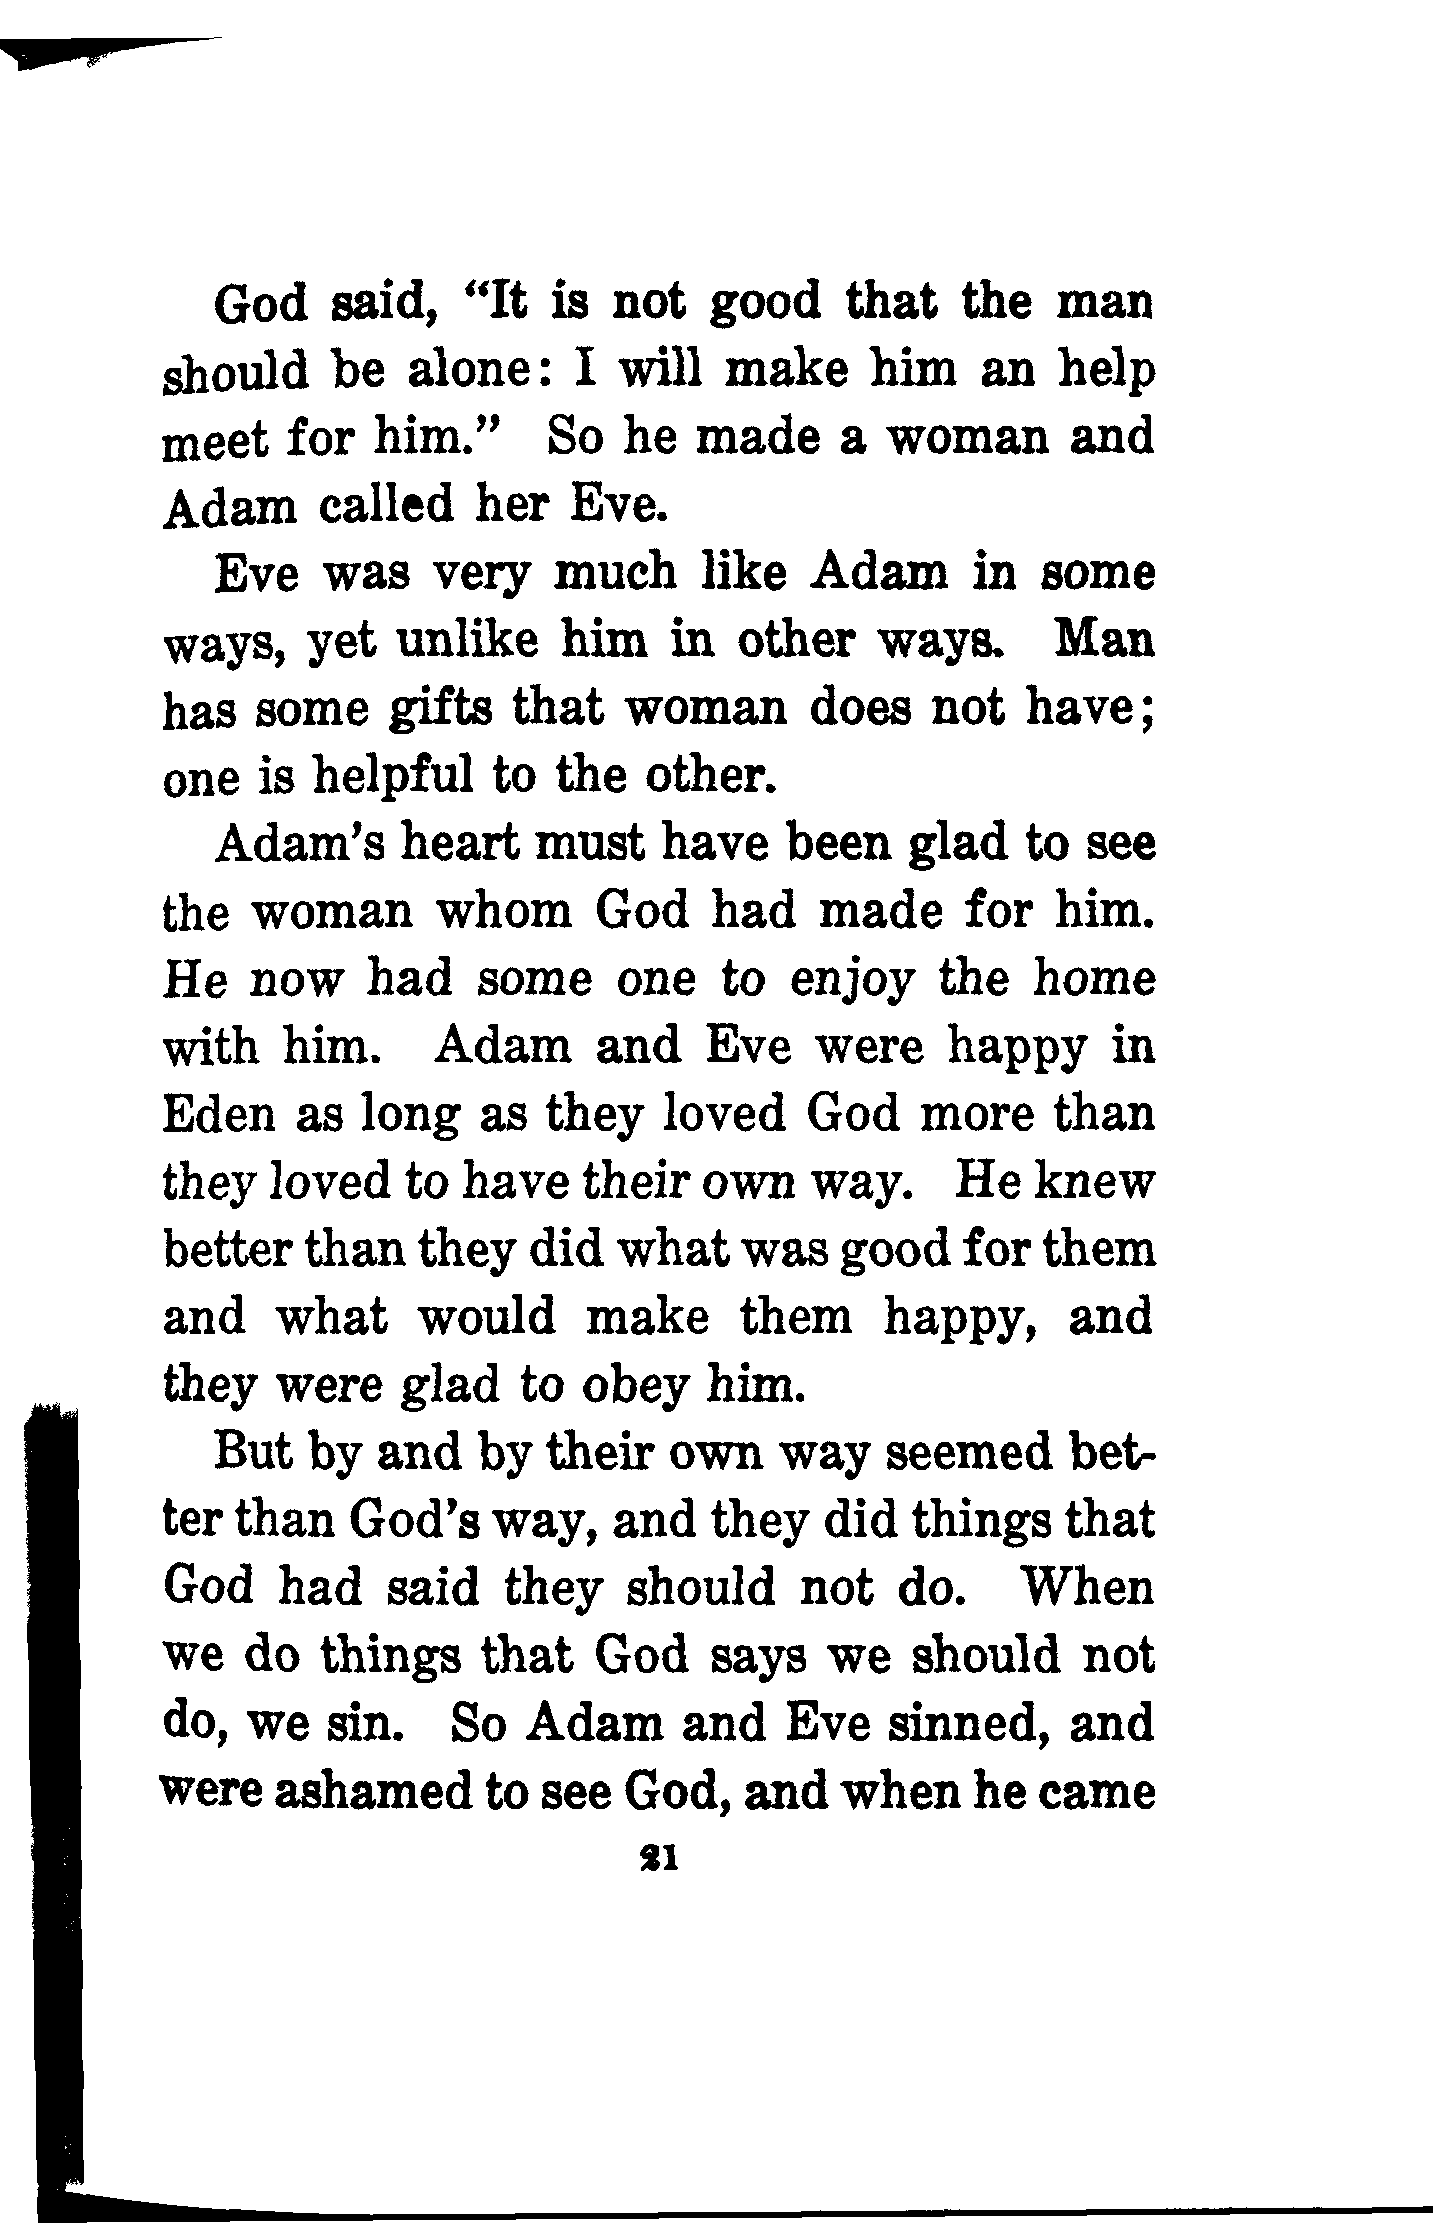 God said, “It is not good that the man
should be alone: I will make him an help
meet for him.” So he made a woman and
Adam called her Eve.
Eve was very much like Adam in some
ways, yet unlike him in other ways. Man
has some gifts that woman does not have;
one is helpful to the other.
Adam's heart must have been glad to see
the woman whom God had made for him.
He now had some one to enjoy the home
with him. Adam and Eve were happy in
Eden as long as they loved God more than
they loved to have their own way. He knew
better than they did what was good for them
and what would make them happy, and
they were glad to obey him.
But by and by their own way seemed bet-
ter than God's way, and they did things that
God had said they should not do. When
we do things that God says we should not
do, we sin. So Adam and Eve sinned, and
were ashamed to see God, and when he came
21